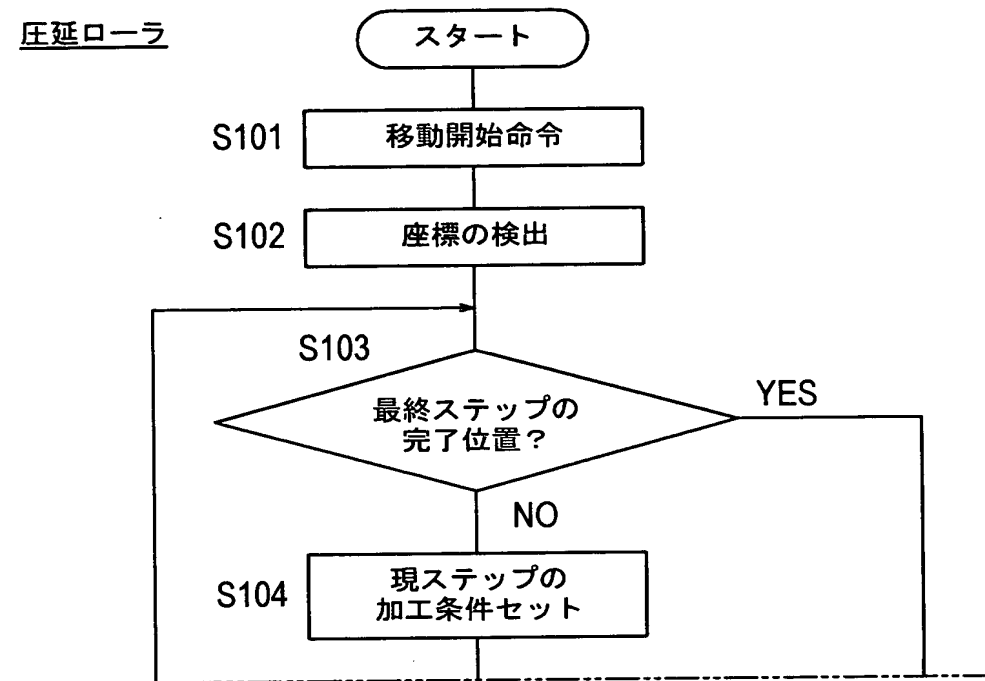 圧延ローラ
スタート
S101
移動開始命令
S102
座標の検出
S103
最終ステップの
完了位置？
YES
NO
S104
現ステップの
加工条件セット